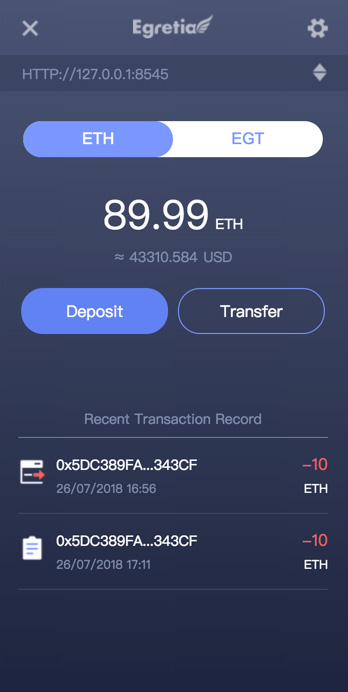 Egretia
HTTP://127.0.0.1:8545
ETH
EGT
89.99 ETH
≈ 43310.584 USD
Deposit
Transfer
Recent Transaction Record
0x5DC389FA...343CF
−10
26/07/2018 16:56
ETH
0x5DC389FA...343CF
−10
26/07/2018 17:11
ETH